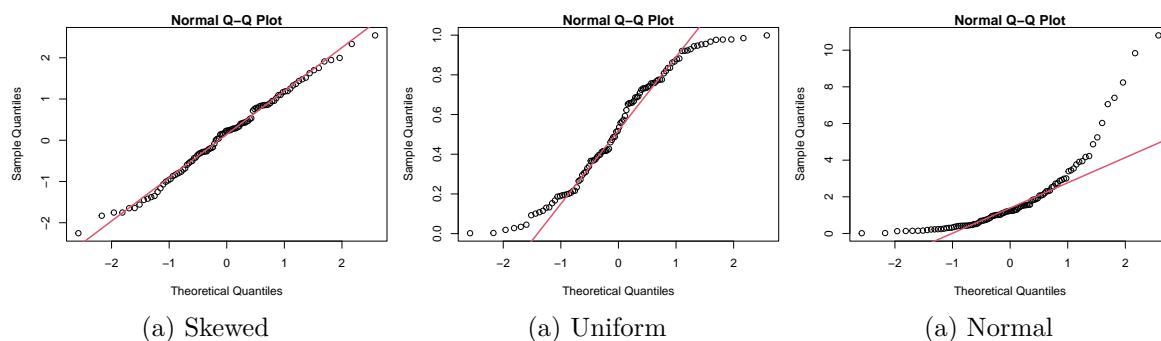 Normal Q−Q Plot
Sample Quantiles
2
1
0
−1
−2
−2 −1 0 1 2
Theoretical Quantiles
(a) Skewed
Normal Q−Q Plot
Sample Quantiles
1.0
0.8
0.6
0.4
0.2
0.0
−2 −1 0 1 2
Theoretical Quantiles
(a) Uniform
Normal Q−Q Plot
Sample Quantiles
10
8
6
4
2
0
−2 −1 0 1 2
Theoretical Quantiles
(a) Normal